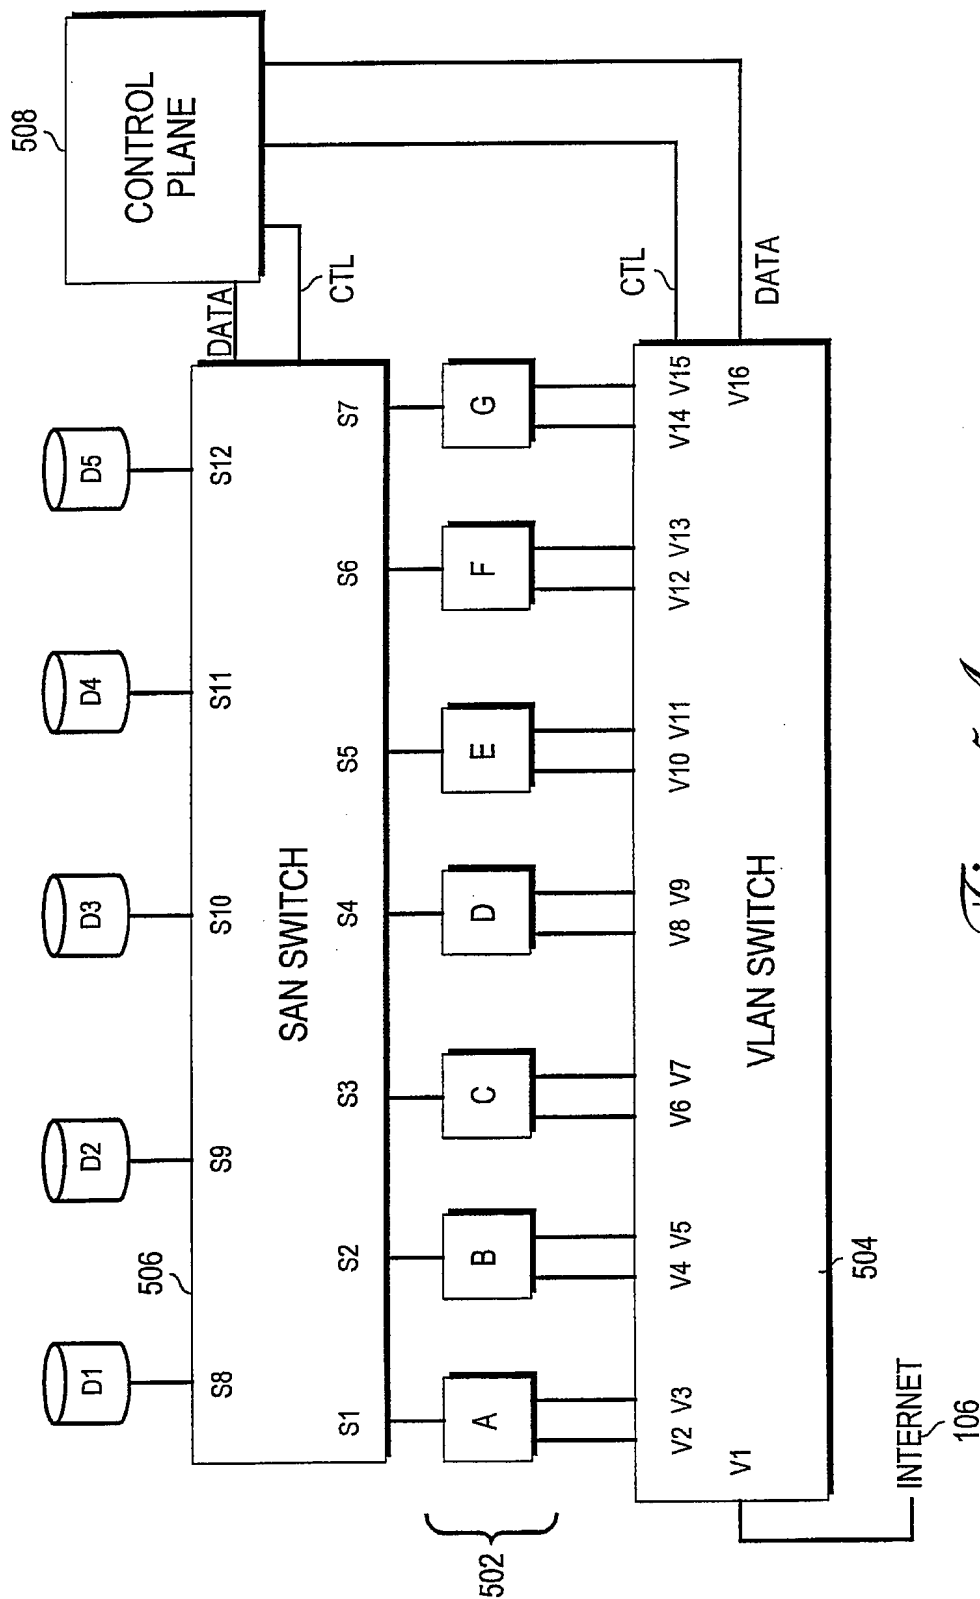 508
CONTROL
PLANE
D1
D2
D3
D4
D5
DATA
CTL
506
S8
S9
S10
S11
S12
SAN SWITCH
S1
S2
S3
S4
S5
S6
S7
502
A
B
C
D
E
F
G
CTL
V2
V3
V4
V5
V6
V7
V8
V9
V10
V11
V12
V13
V14
V15
V1
VLAN SWITCH
V16
DATA
504
INTERNET
106